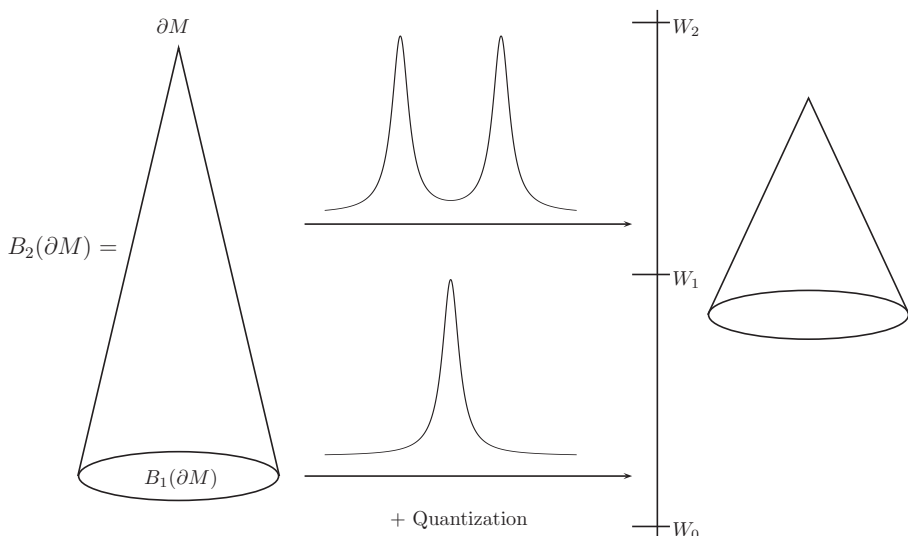 ∂M
W₂
B₂(∂M) =
W₁
B₁(∂M)
+ Quantization
W₀